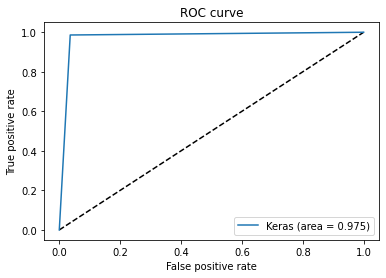 ROC curve
True positive rate
1.0
0.8
0.6
0.4
0.2
0.0
Keras (area = 0.975)
0.0 0.2 0.4 0.6 0.8 1.0
False positive rate